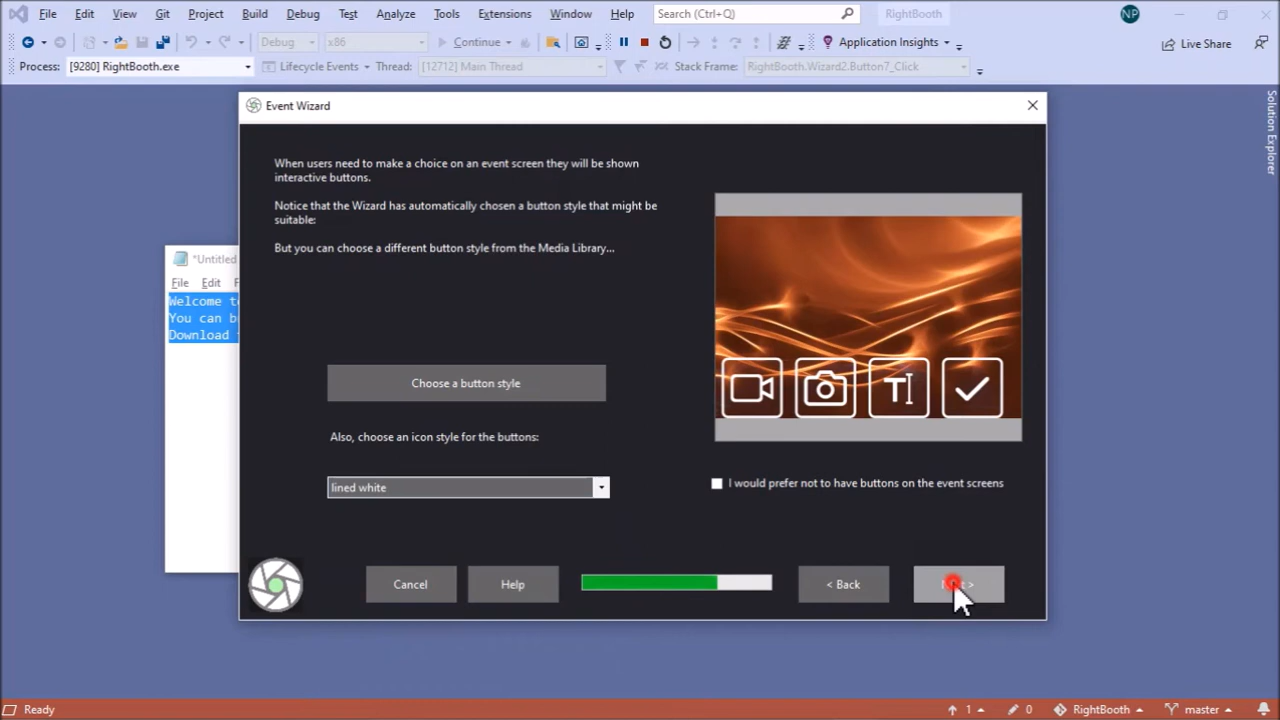 File Edit View Git Project Build Debug Test Analyze Tools Extensions Window Help Search (Ctrl+Q) RightBooth NP
Debug x86 Continue Application Insights Live Share
Process: [9280] RightBooth.exe Lifecycle Events Thread: [12712] Main Thread Stack Frame: RightBooth.Wizard2.Button7_Click
Solution Explorer
Event Wizard
When users need to make a choice on an event screen they will be shown
interactive buttons.
Notice that the Wizard has automatically chosen a button style that might be
suitable:
But you can choose a different button style from the Media Library...
*Untitled
File Edit
Welcome
You can
Download
TI
Choose a button style
Also, choose an icon style for the buttons:
lined white
I would prefer not to have buttons on the event screens
Cancel Help < Back
Ready 1 0 RightBooth master